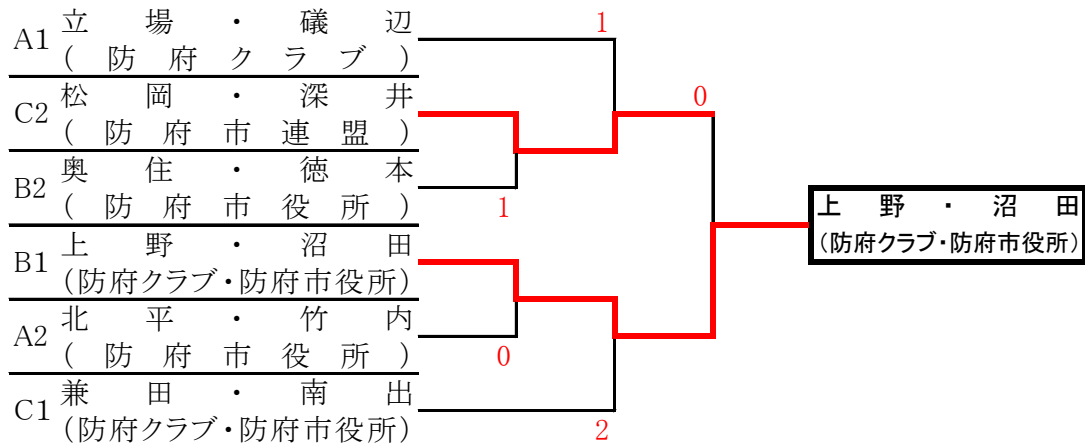 A1 立場・礒辺
(防府クラブ)
1
C2 松岡・深井
(防府市連盟)
0
B2 奥住・徳本
(防府市役所)
1
B1 上野・沼田
(防府クラブ・防府市役所)
上野・沼田
(防府クラブ・防府市役所)
A2 北平・竹内
(防府市役所)
0
C1 兼田・南出
(防府クラブ・防府市役所)
2